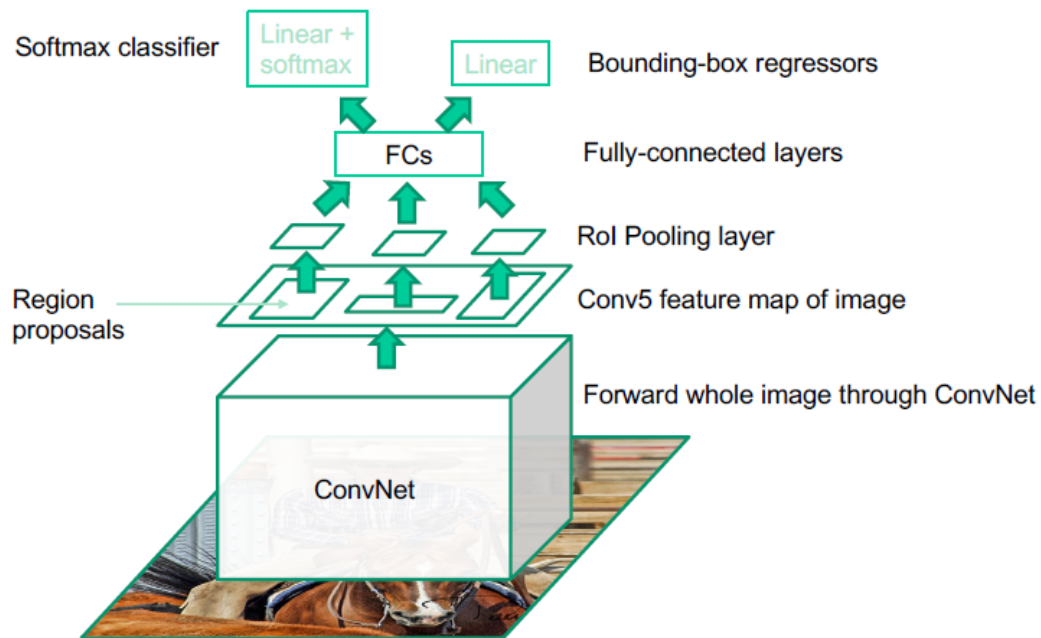 Softmax classifier
Linear +
softmax
Linear
Bounding-box regressors
FCs
Fully-connected layers
RoI Pooling layer
Region
proposals
Conv5 feature map of image
Forward whole image through ConvNet
ConvNet